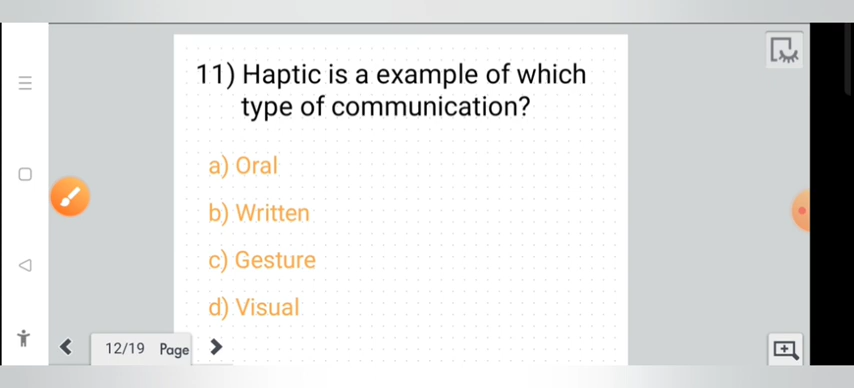 11) Haptic is a example of which
type of communication?
a) Oral
b) Written
c) Gesture
d) Visual
12/19 Page